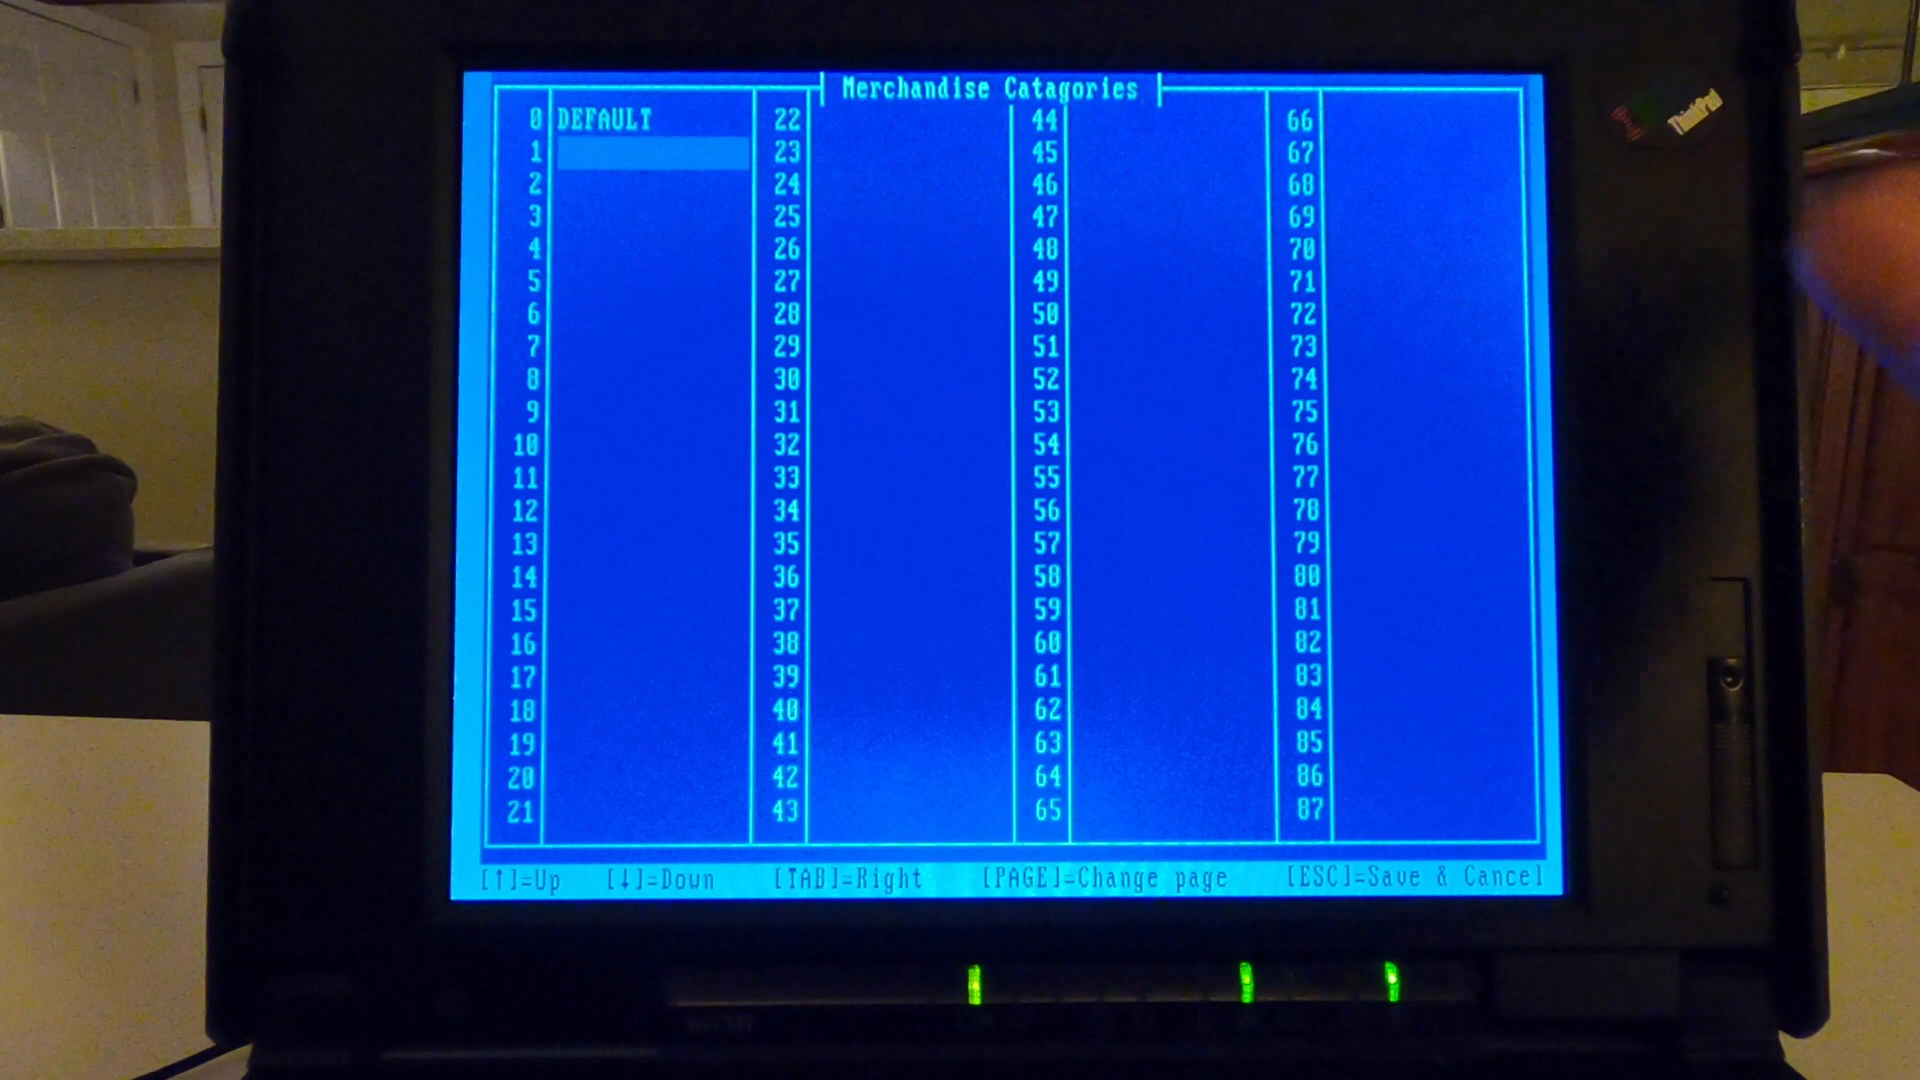 Merchandise Catagories
0 DEFAULT 22 44 66
1 23 45 67
2 24 46 68
3 25 47 69
4 26 48 70
5 27 49 71
6 28 50 72
7 29 51 73
8 30 52 74
9 31 53 75
10 32 54 76
11 33 55 77
12 34 56 78
13 35 57 79
14 36 58 80
15 37 59 81
16 38 60 82
17 39 61 83
18 40 62 84
19 41 63 85
20 42 64 86
21 43 65 87
[↑]=Up [↓]=Down [TAB]=Right [PAGE]=Change page [ESC]=Save & Cancel
ThinkPad